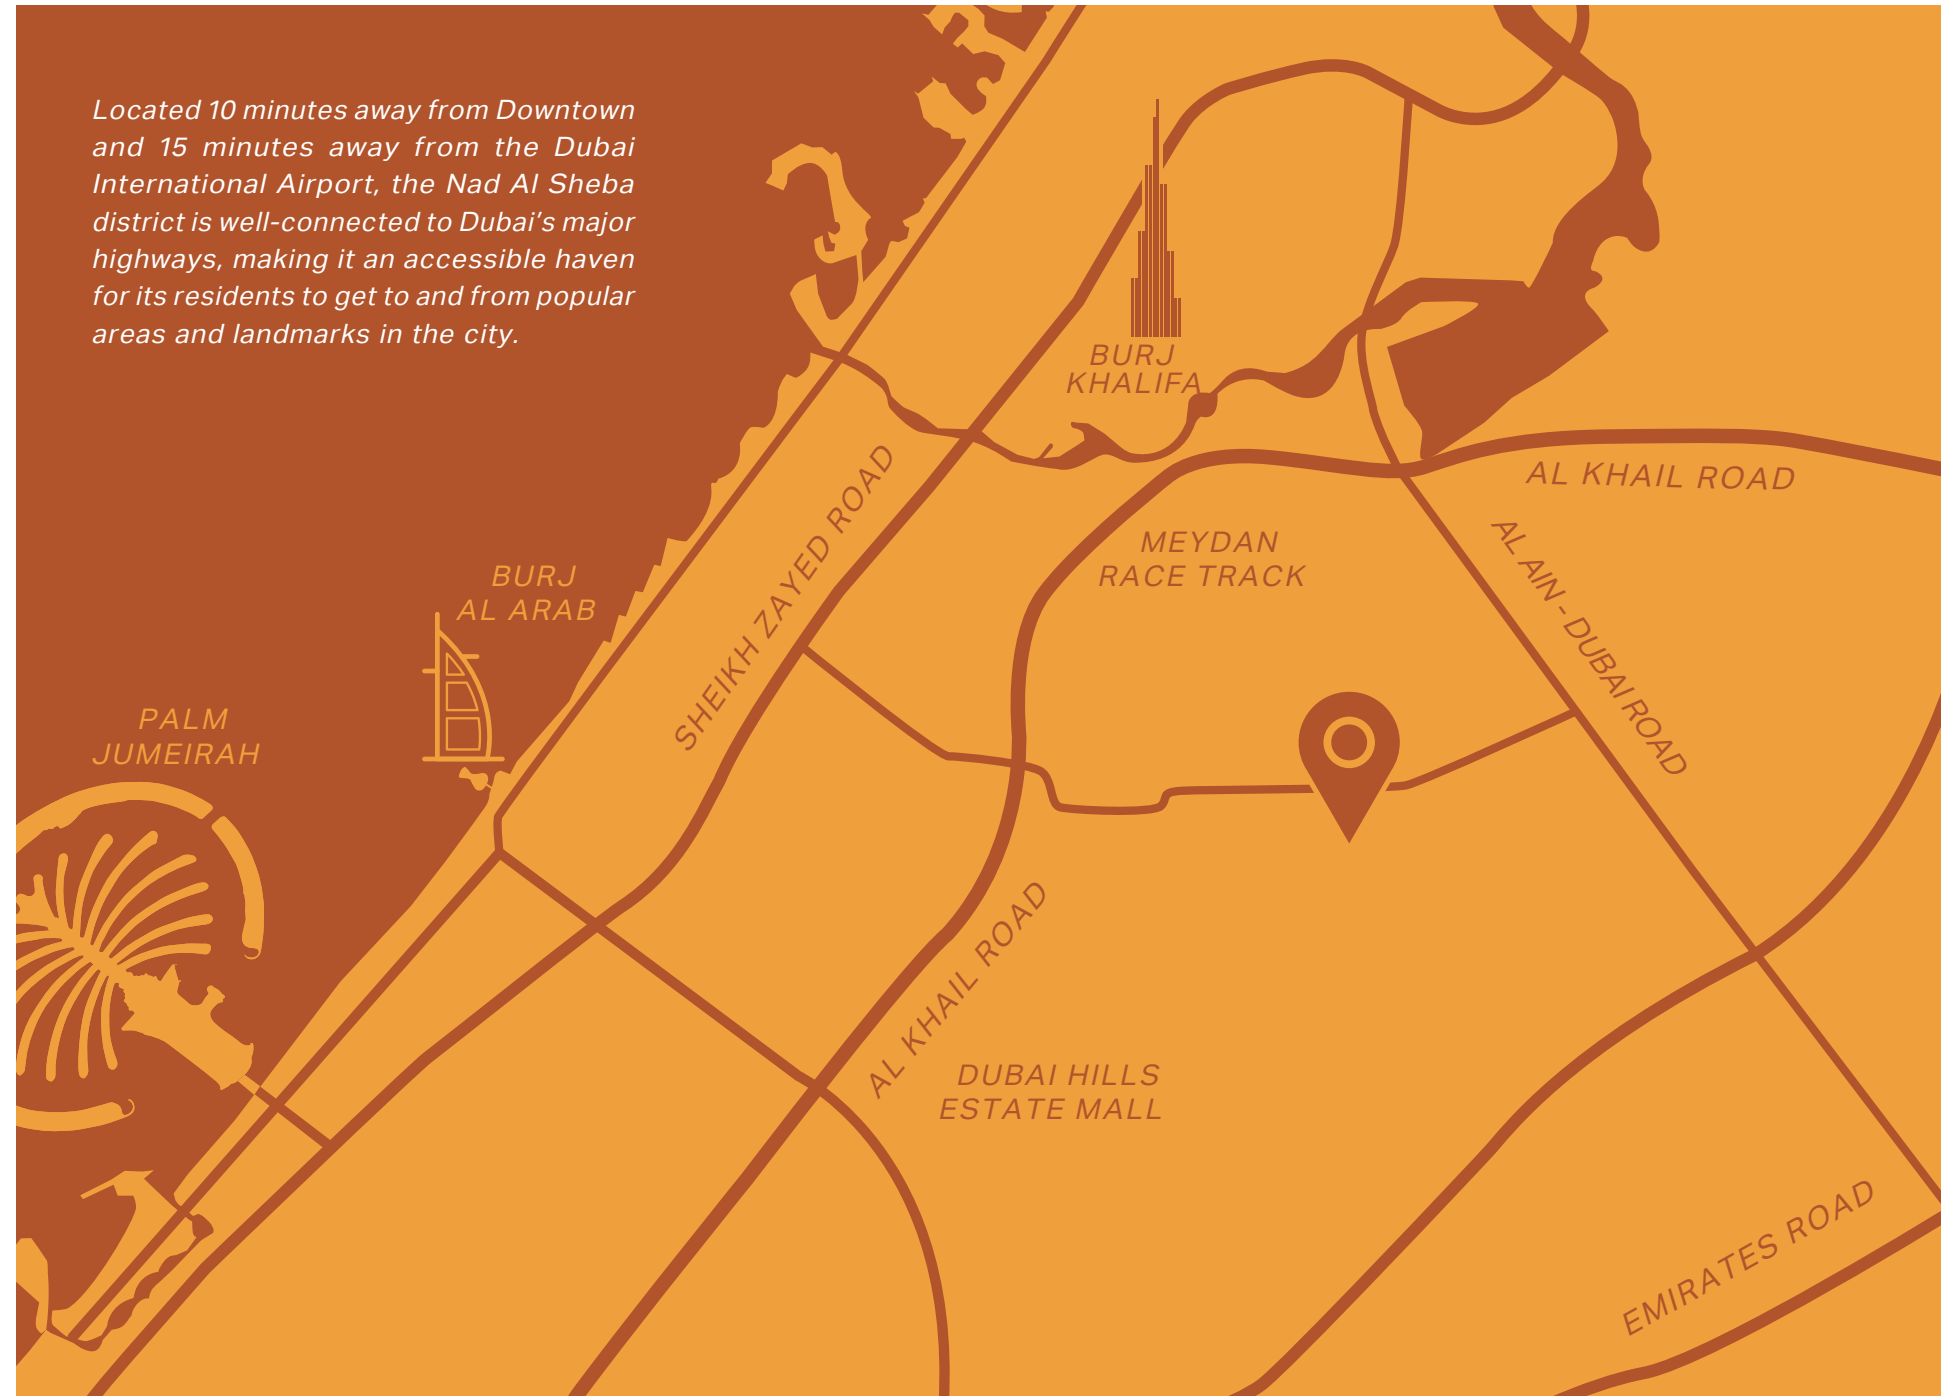 Located 10 minutes away from Downtown
and 15 minutes away from the Dubai
International Airport, the Nad Al Sheba
district is well-connected to Dubai's major
highways, making it an accessible haven
for its residents to get to and from popular
areas and landmarks in the city.
BURJ
KHALIFA
SHEIKH ZAYED ROAD
AL KHAIL ROAD
MEYDAN
RACE TRACK
AL AIN - DUBAI ROAD
BURJ
AL ARAB
PALM
JUMEIRAH
AL KHAIL ROAD
DUBAI HILLS
ESTATE MALL
EMIRATES ROAD